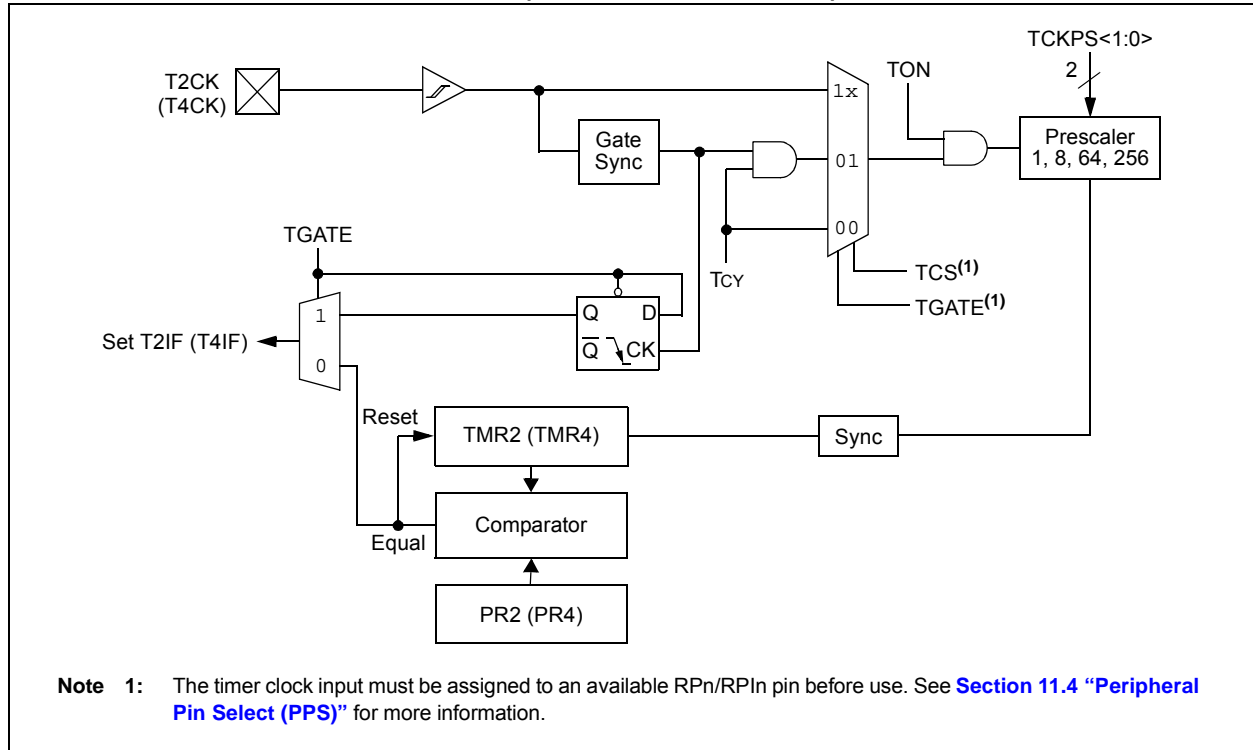 TCKPS<1:0>
2
TON
T2CK
(T4CK)
1x
Gate
Sync
01
Prescaler
1, 8, 64, 256
00
TGATE
TCY
TCS(1)
TGATE(1)
1
Q D
Set T2IF (T4IF)
Q CK
0
Reset
TMR2 (TMR4)
Sync
Comparator
Equal
PR2 (PR4)
Note 1: The timer clock input must be assigned to an available RPn/RPIn pin before use. See Section 11.4 “Peripheral
Pin Select (PPS)” for more information.